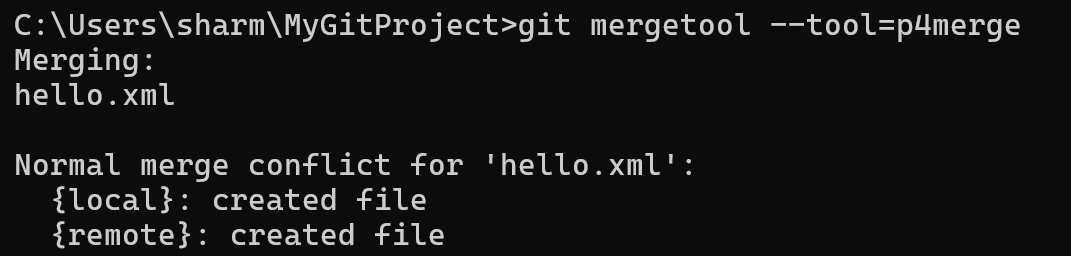 C:\Users\sharm\MyGitProject>git mergetool --tool=p4merge
Merging:
hello.xml
Normal merge conflict for 'hello.xml':
  {local}: created file
  {remote}: created file